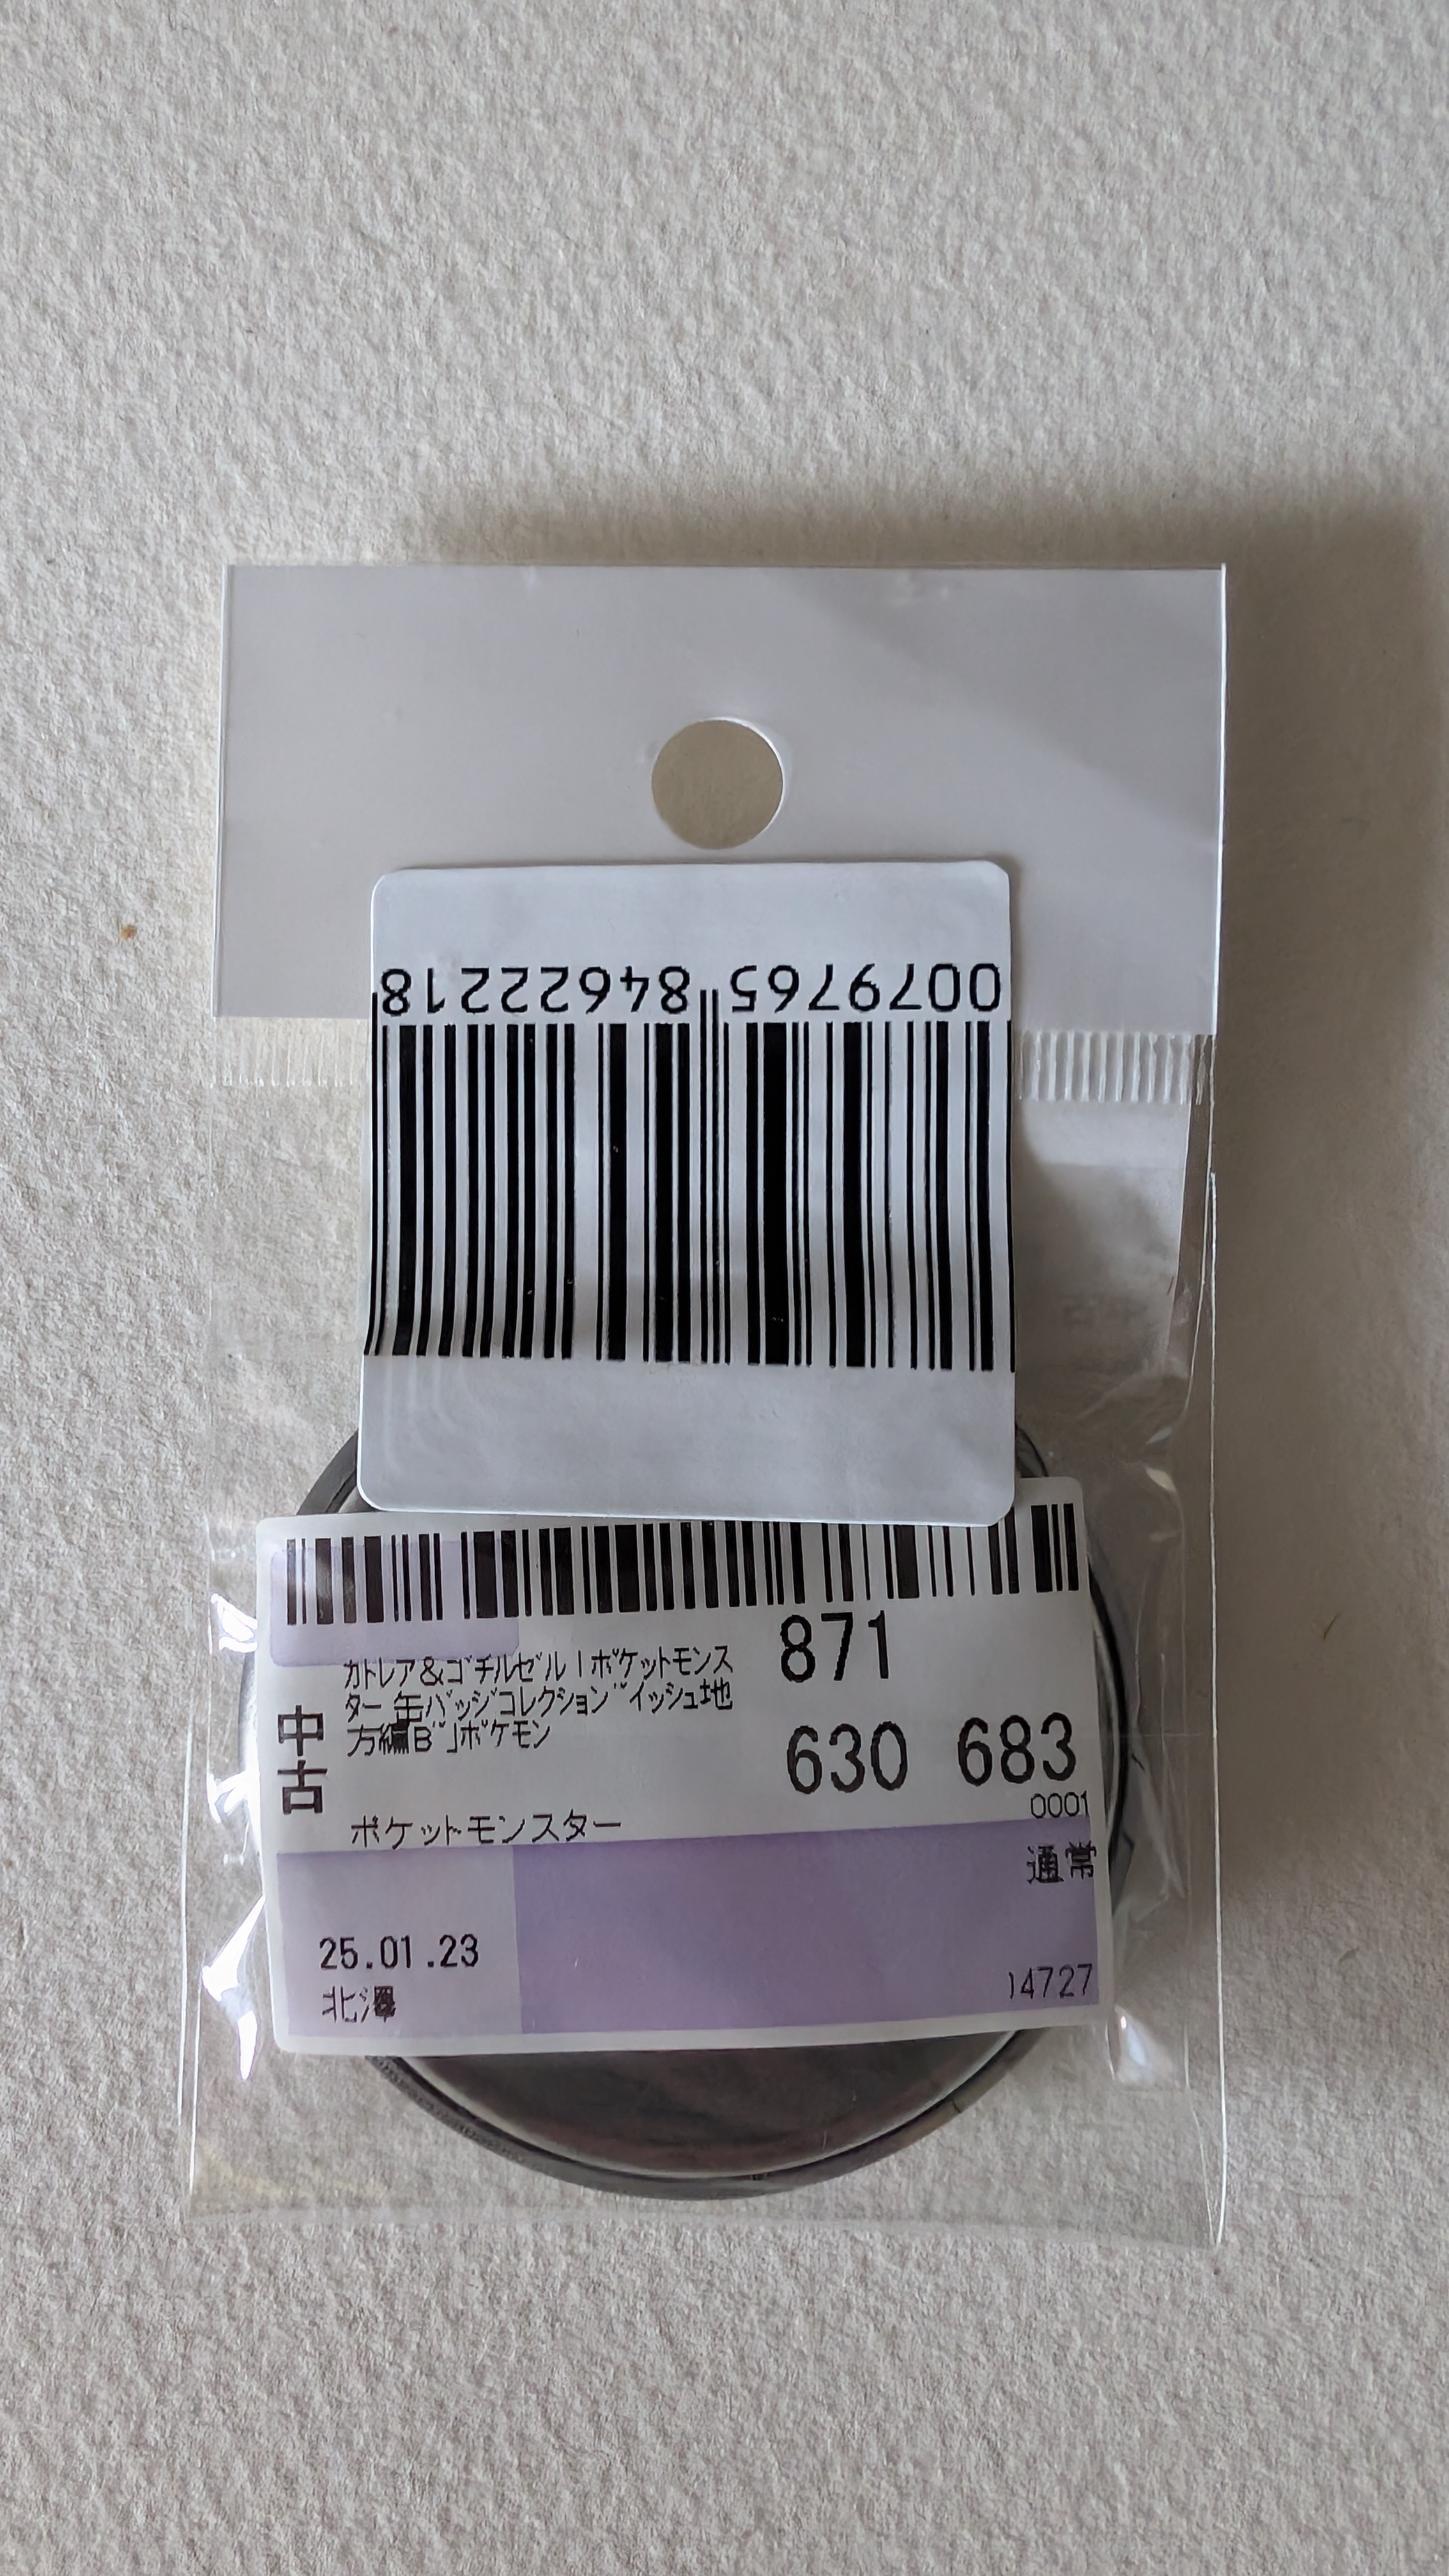 0079765 84622218
871
630 683
0001
中古
カトレア&ゴチルゼル 「ポケットモンス
ター 缶バッジコレクション ″イッシュ地
方編B″」ポケモン
ポケットモンスター
通常
25.01.23
北澤
14727